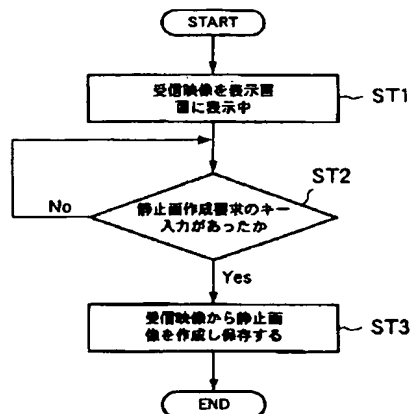 START
受信映像を表示画
面に表示中
ST1
ST2
静止画作成要求のキー
入力があったか
No
Yes
受信映像から静止画
像を作成し保存する
ST3
END